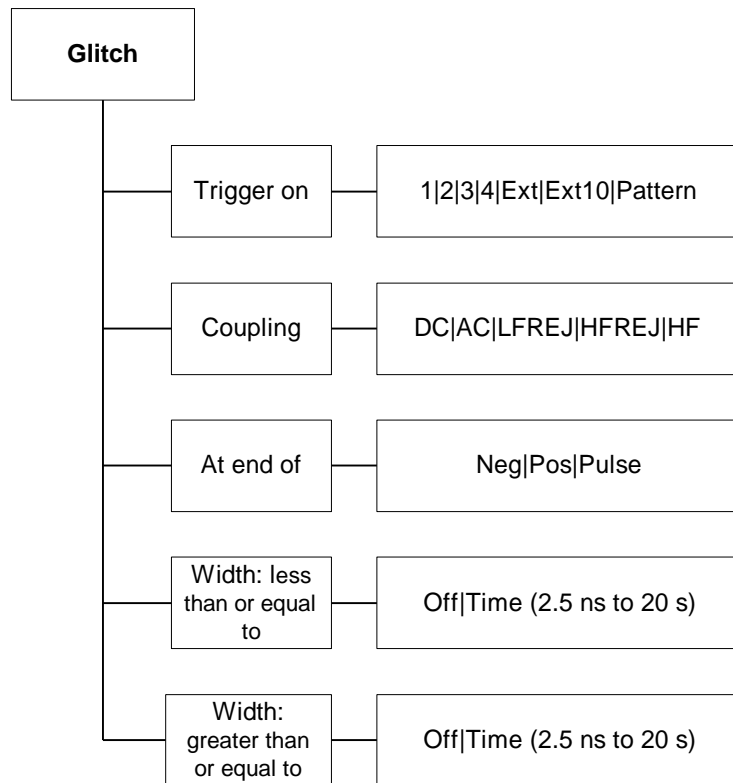 Glitch
Trigger on
1|2|3|4|Ext|Ext10|Pattern
Coupling
DC|AC|LFREJ|HFREJ|HF
At end of
Neg|Pos|Pulse
Width: less
than or equal
to
Off|Time (2.5 ns to 20 s)
Width:
greater than
or equal to
Off|Time (2.5 ns to 20 s)